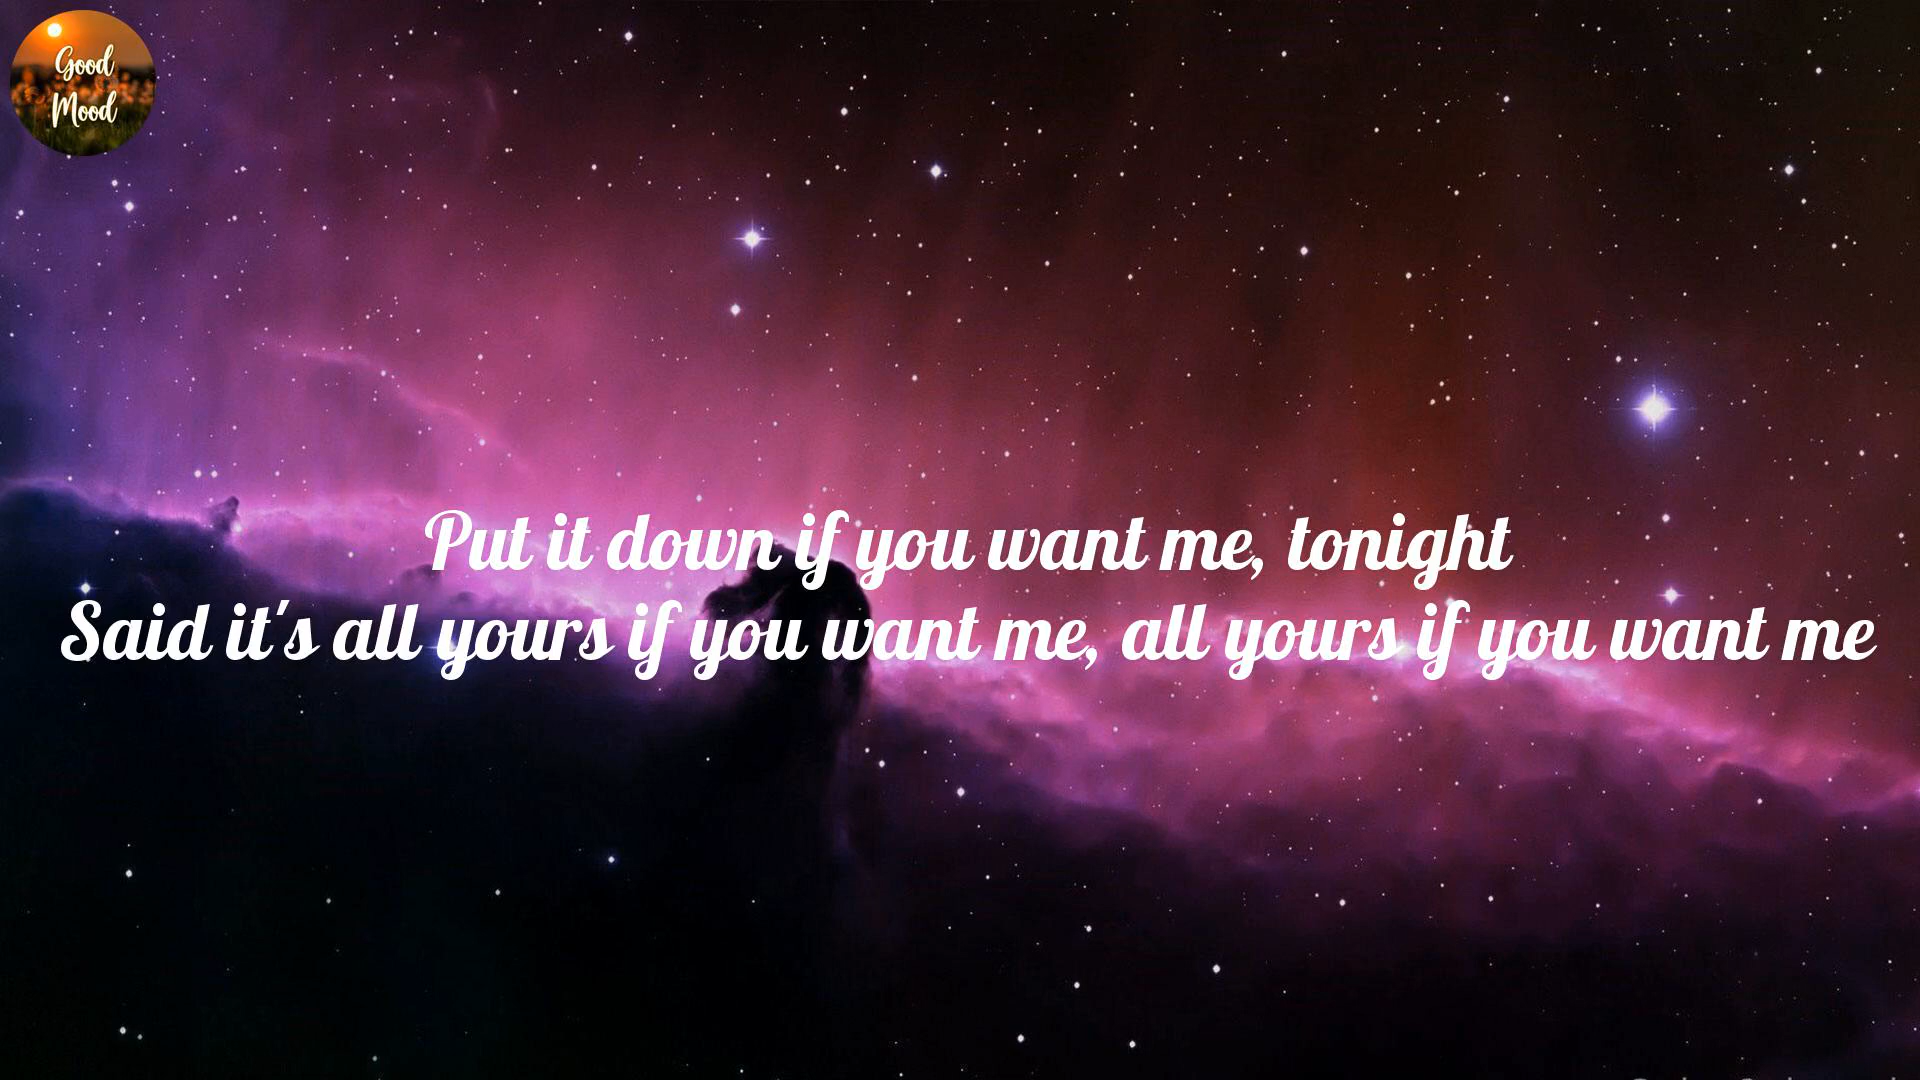 Good
Mood
Put it down if you want me, tonight
Said it's all yours if you want me, all yours if you want me